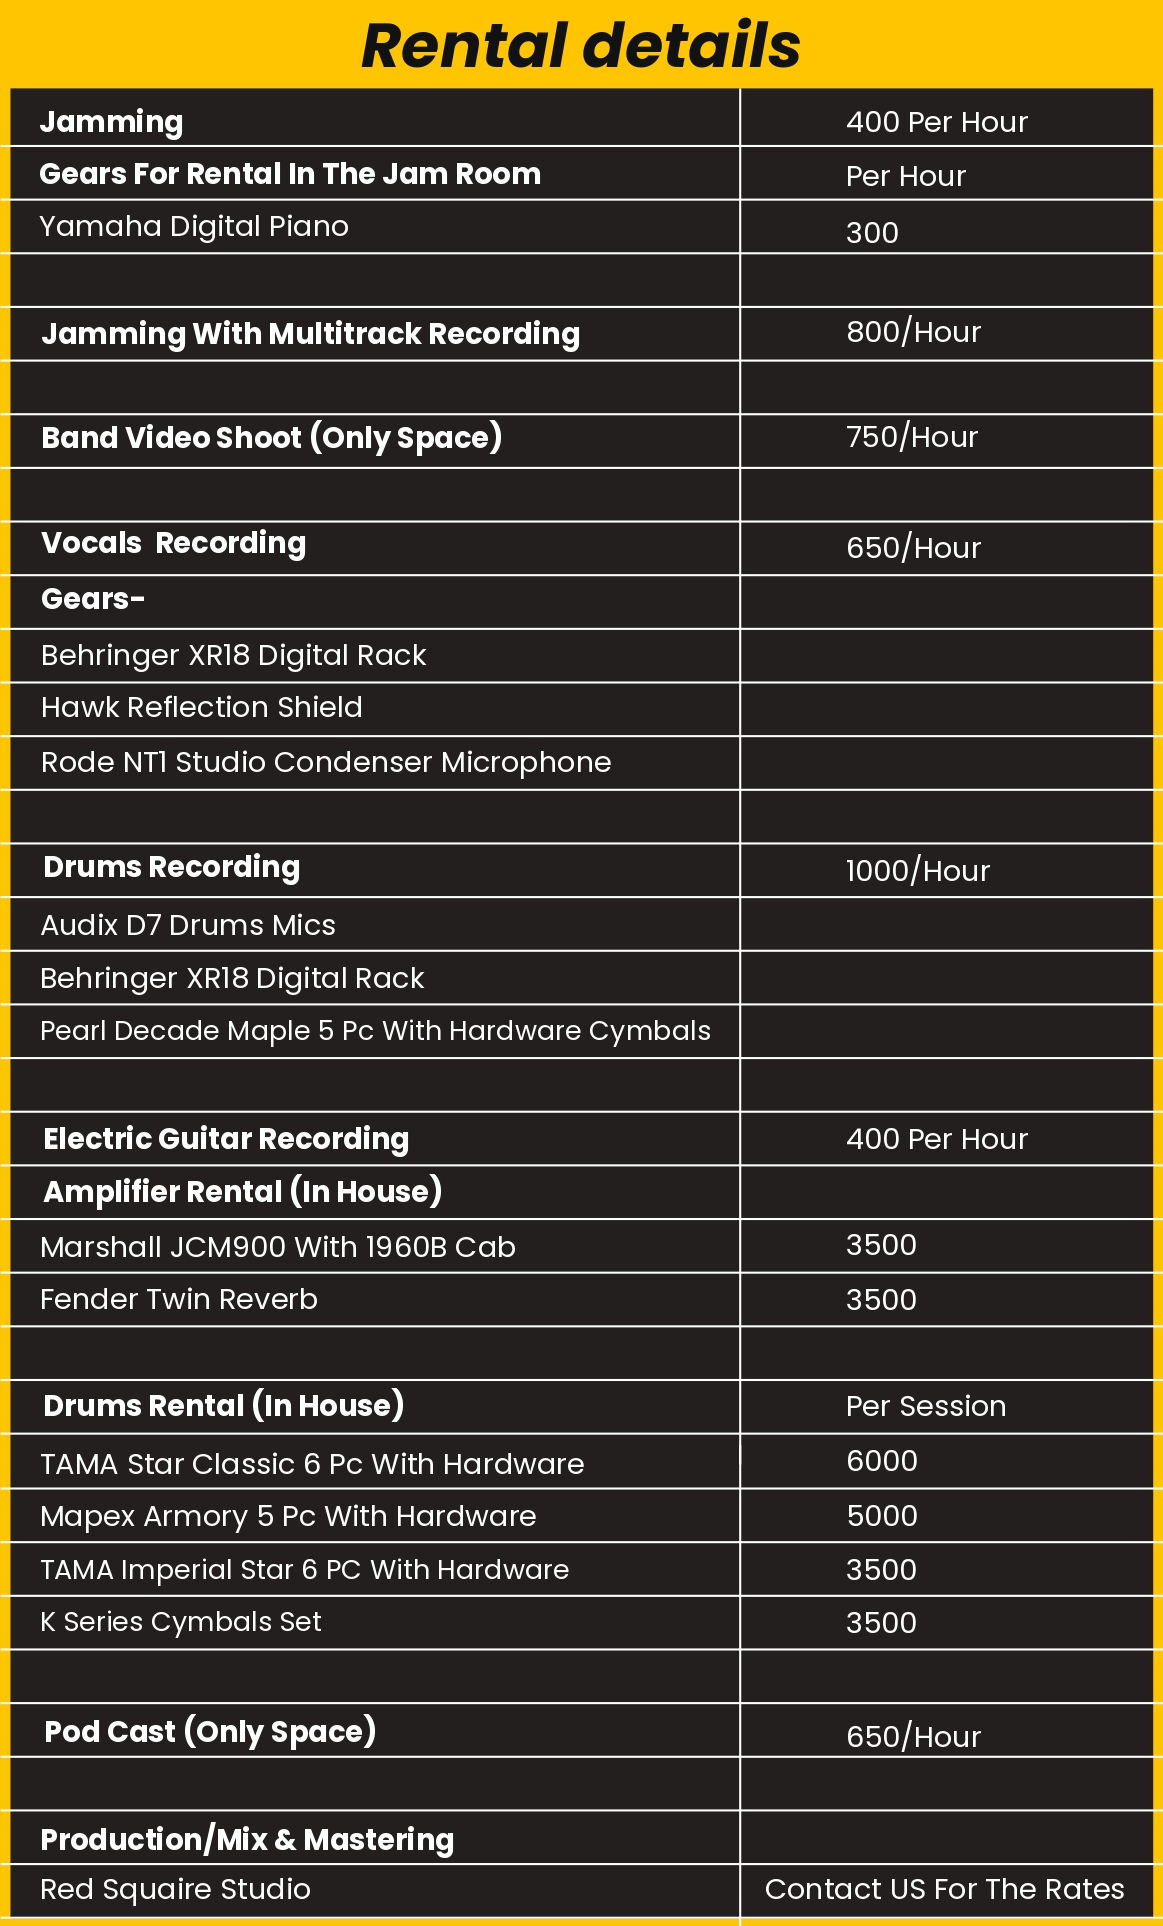 Rental details
Jamming 400 Per Hour
Gears For Rental In The Jam Room Per Hour
Yamaha Digital Piano 300
Jamming With Multitrack Recording 800/Hour
Band Video Shoot (Only Space) 750/Hour
Vocals Recording 650/Hour
Gears-
Behringer XR18 Digital Rack
Hawk Reflection Shield
Rode NT1 Studio Condenser Microphone
Drums Recording 1000/Hour
Audix D7 Drums Mics
Behringer XR18 Digital Rack
Pearl Decade Maple 5 Pc With Hardware Cymbals
Electric Guitar Recording 400 Per Hour
Amplifier Rental (In House)
Marshall JCM900 With 1960B Cab 3500
Fender Twin Reverb 3500
Drums Rental (In House) Per Session
TAMA Star Classic 6 Pc With Hardware 6000
Mapex Armory 5 Pc With Hardware 5000
TAMA Imperial Star 6 PC With Hardware 3500
K Series Cymbals Set 3500
Pod Cast (Only Space) 650/Hour
Production/Mix & Mastering
Red Squaire Studio Contact US For The Rates